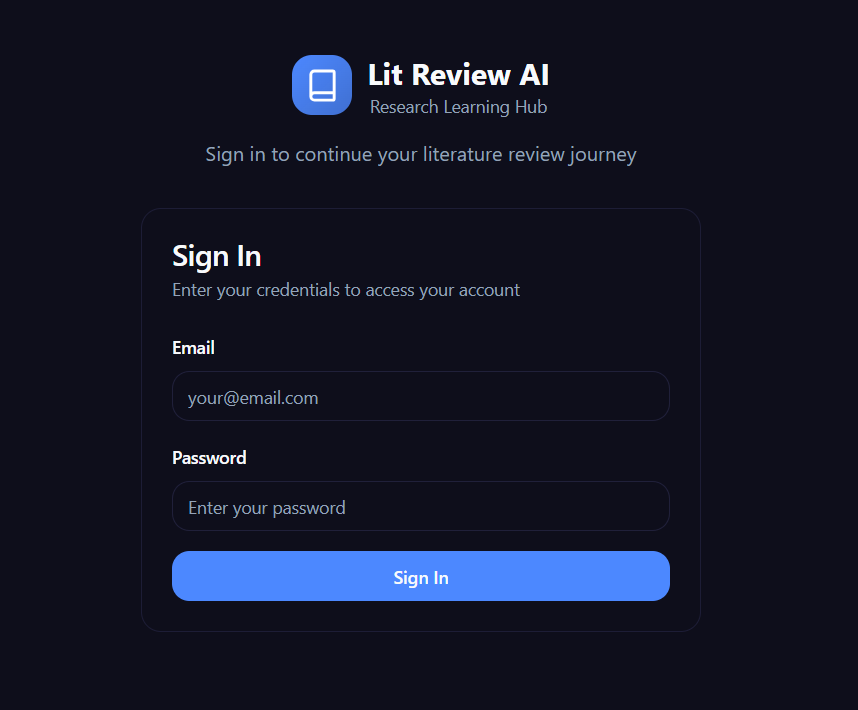 Lit Review AI
Research Learning Hub
Sign in to continue your literature review journey
Sign In
Enter your credentials to access your account
Email
your@email.com
Password
Enter your password
Sign In